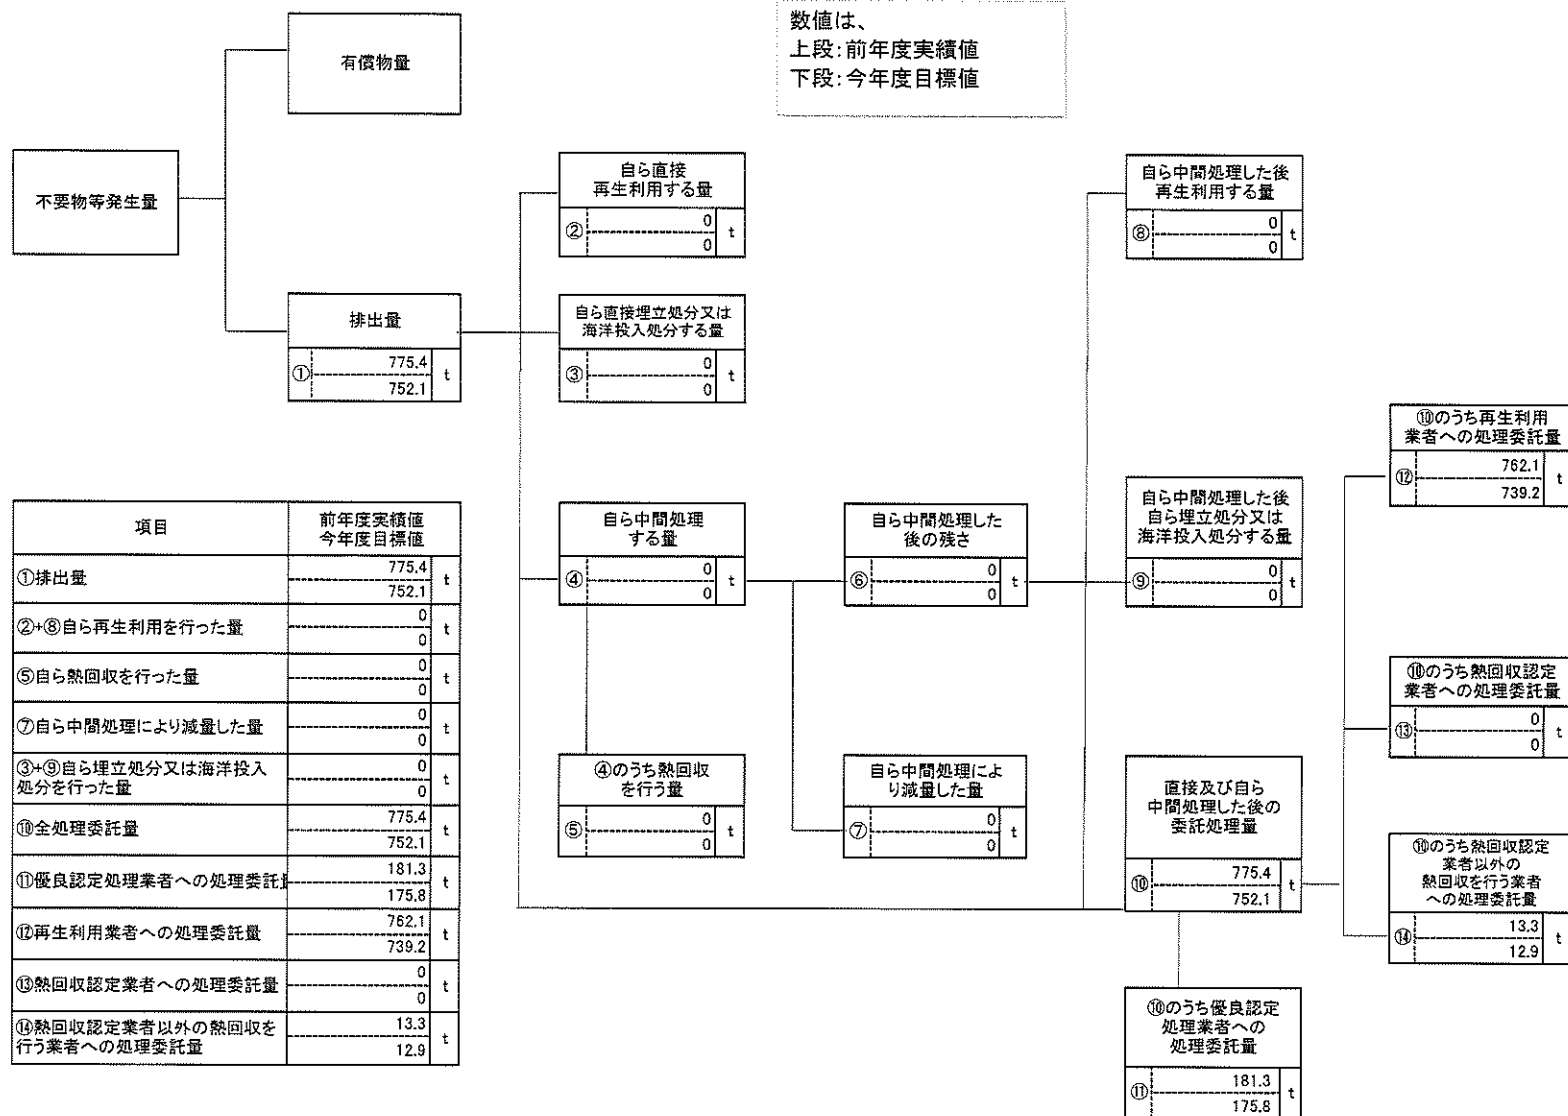 数値は、
上段:前年度実績値
下段:今年度目標値
有償物量
不要物等発生量
排出量
①
775.4
752.1
t
自ら直接
再生利用する量
②
0
0
t
自ら直接埋立処分又は
海洋投入処分する量
③
0
0
t
自ら中間処理した後
再生利用する量
⑧
0
0
t
自ら中間処理
する量
④
0
0
t
自ら中間処理した
後の残さ
⑥
0
0
t
自ら中間処理した後
自ら埋立処分又は
海洋投入処分する量
⑨
0
0
t
④のうち熱回収
を行う量
⑤
0
0
t
自ら中間処理によ
り減量した量
⑦
0
0
t
直接及び自ら
中間処理した後の
委託処理量
⑩
775.4
752.1
t
⑩のうち再生利用
業者への処理委託量
⑫
762.1
739.2
t
⑩のうち熱回収認定
業者への処理委託量
⑬
0
0
t
⑩のうち熱回収認定
業者以外の
熱回収を行う業者
への処理委託量
⑭
13.3
12.9
t
⑩のうち優良認定
処理業者への
処理委託量
⑪
181.3
175.8
t
項目
前年度実績値
今年度目標値
①排出量
775.4
752.1
t
②+⑧自ら再生利用を行った量
0
0
t
⑤自ら熱回収を行った量
0
0
t
⑦自ら中間処理により減量した量
0
0
t
③+⑨自ら埋立処分又は海洋投入
処分を行った量
0
0
t
⑩全処理委託量
775.4
752.1
t
⑪優良認定処理業者への処理委託
181.3
175.8
t
⑫再生利用業者への処理委託量
762.1
739.2
t
⑬熱回収認定業者への処理委託量
0
0
t
⑭熱回収認定業者以外の熱回収を
行う業者への処理委託量
13.3
12.9
t